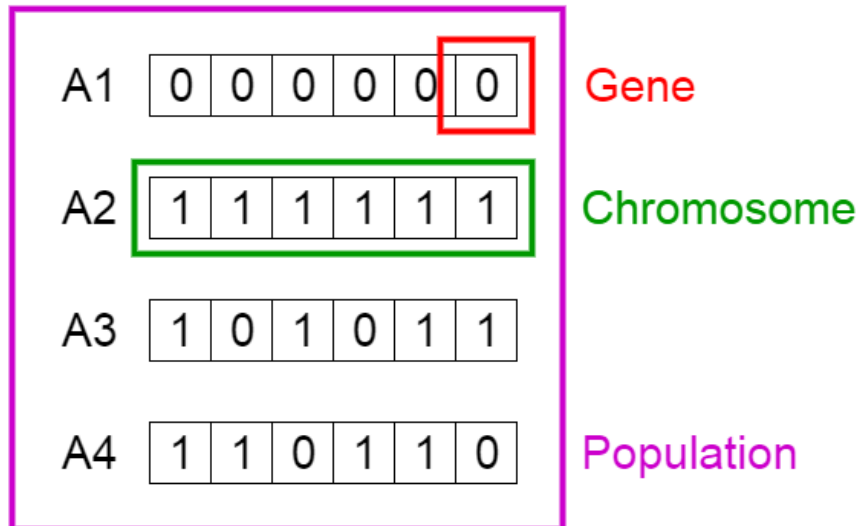 A1 0 0 0 0 0 0 Gene
A2 1 1 1 1 1 1 Chromosome
A3 1 0 1 0 1 1
A4 1 1 0 1 1 0 Population